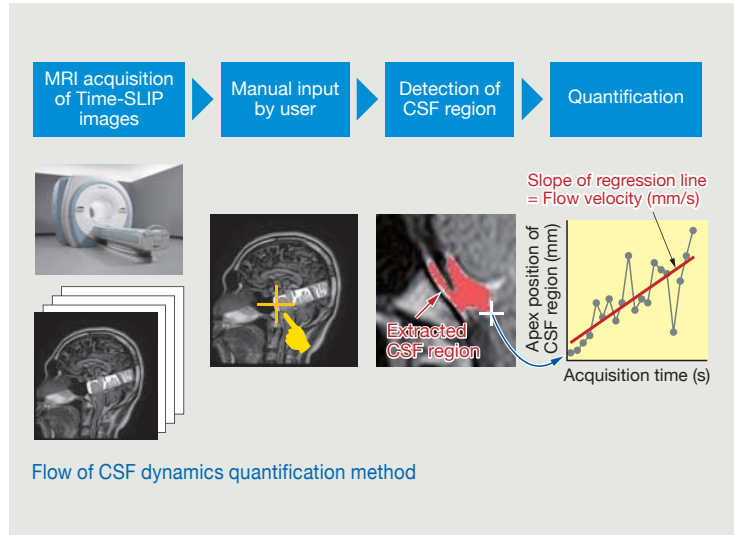 MRI acquisition
of Time-SLIP
images
Manual input
by user
Detection of
CSF region
Quantification
Slope of regression line
= Flow velocity (mm/s)
Extracted
CSF region
Apex position of
CSF region (mm)
Acquisition time (s)
Flow of CSF dynamics quantification method